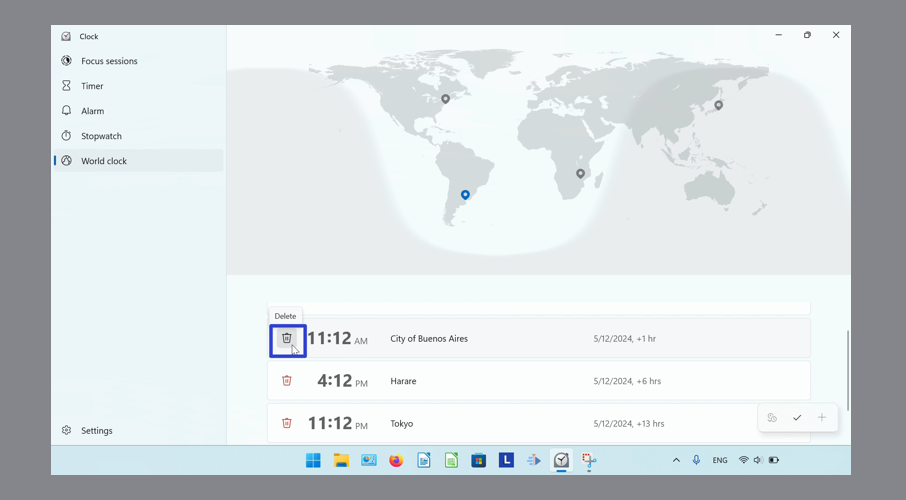 Clock
Focus sessions
Timer
Alarm
Stopwatch
World clock
Delete
11:12 AM City of Buenos Aires 5/12/2024, +1 hr
4:12 PM Harare 5/12/2024, +6 hrs
11:12 PM Tokyo 5/12/2024, +13 hrs
Settings
L
ENG